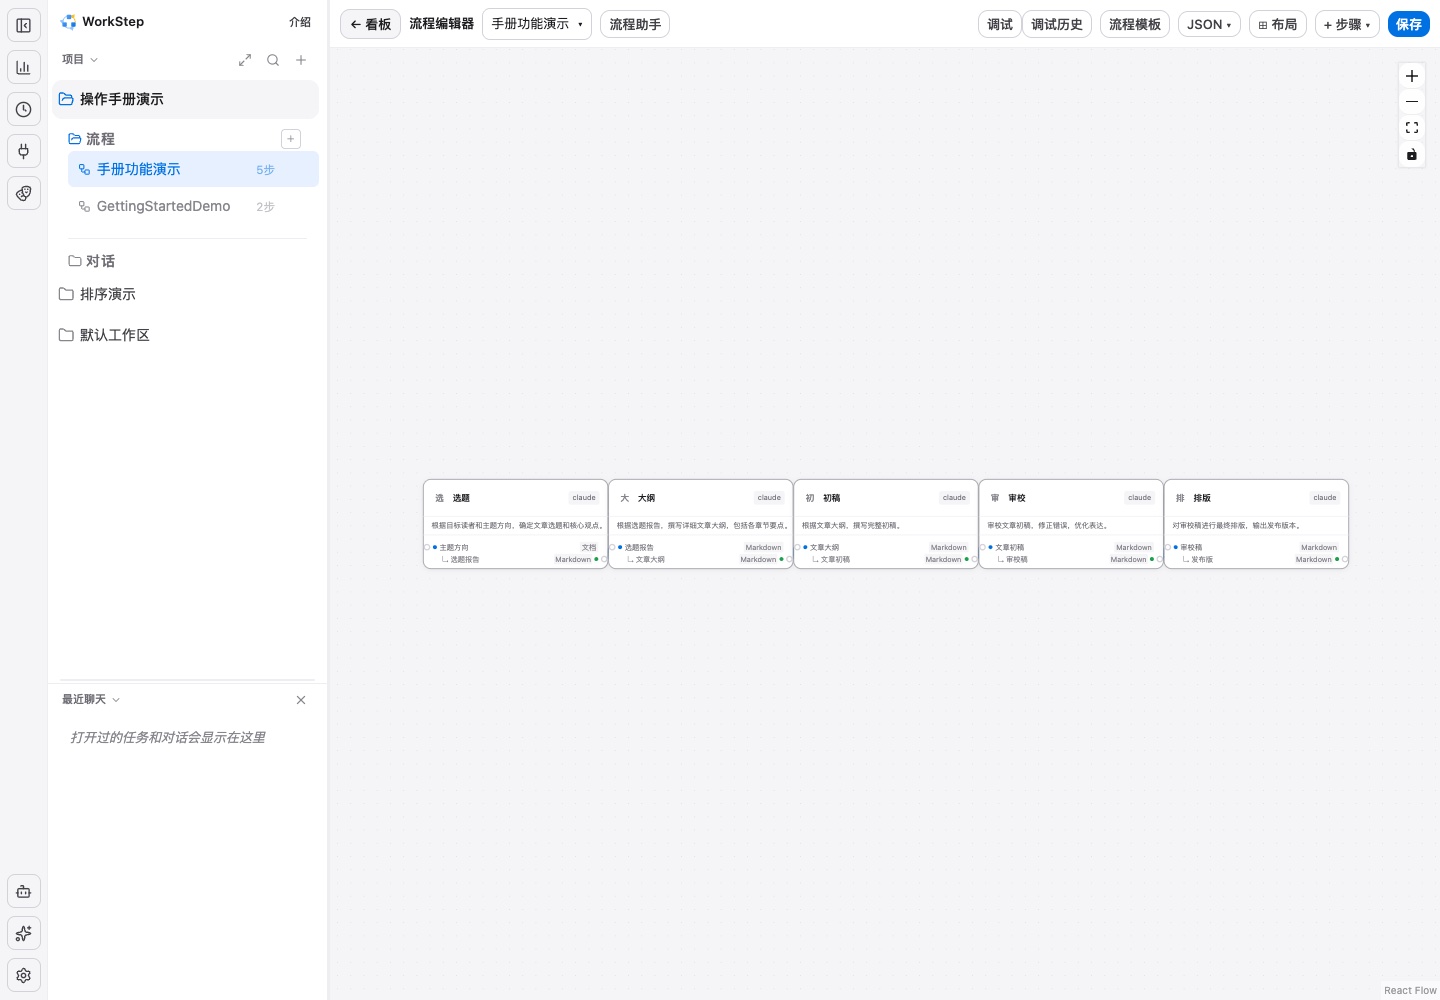 WorkStep
介绍
项目
操作手册演示
流程
手册功能演示 5步
GettingStartedDemo 2步
对话
排序演示
默认工作区
最近聊天
打开过的任务和对话会显示在这里
← 看板 流程编辑器 手册功能演示 ▾ 流程助手 调试 调试历史 流程模板 JSON ▾ ⊞ 布局 + 步骤 ▾ 保存
选 选题 claude
根据目标读者和主题方向，确定文章选题和核心观点。
主题方向 文档
选题报告 Markdown
大 大纲 claude
根据选题报告，撰写详细文章大纲，包括各章节要点。
选题报告 Markdown
文章大纲 Markdown
初 初稿 claude
根据文章大纲，撰写完整初稿。
文章大纲 Markdown
文章初稿 Markdown
审 审校 claude
审校文章初稿，修正错误，优化表达。
文章初稿 Markdown
审校稿 Markdown
排 排版 claude
对审校稿进行最终排版，输出发布版本。
审校稿 Markdown
发布版 Markdown
React Flow